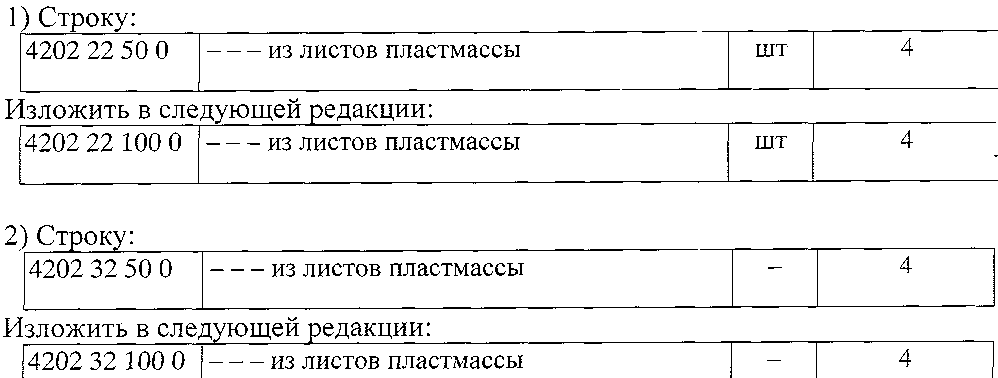 1) Строку:
4202 22 50 0 – – – из листов пластмассы шт 4
Изложить в следующей редакции:
4202 22 100 0 – – – из листов пластмассы шт 4
2) Строку:
4202 32 50 0 – – – из листов пластмассы – 4
Изложить в следующей редакции:
4202 32 100 0 – – – из листов пластмассы – 4